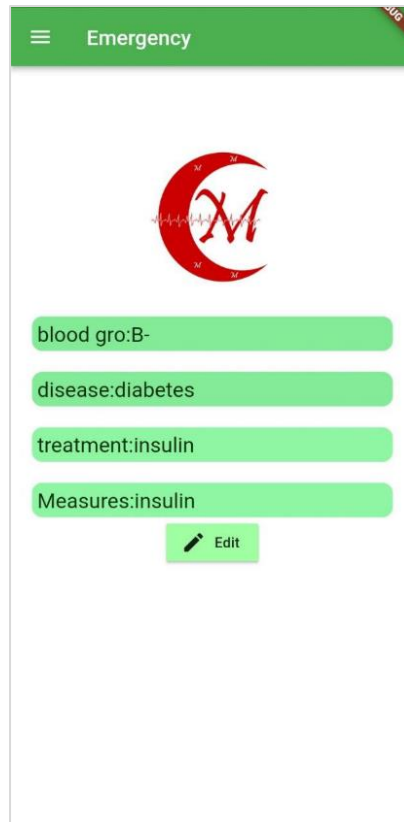 Emergency
M
M
M
M
M
blood gro:B-
disease:diabetes
treatment:insulin
Measures:insulin
Edit